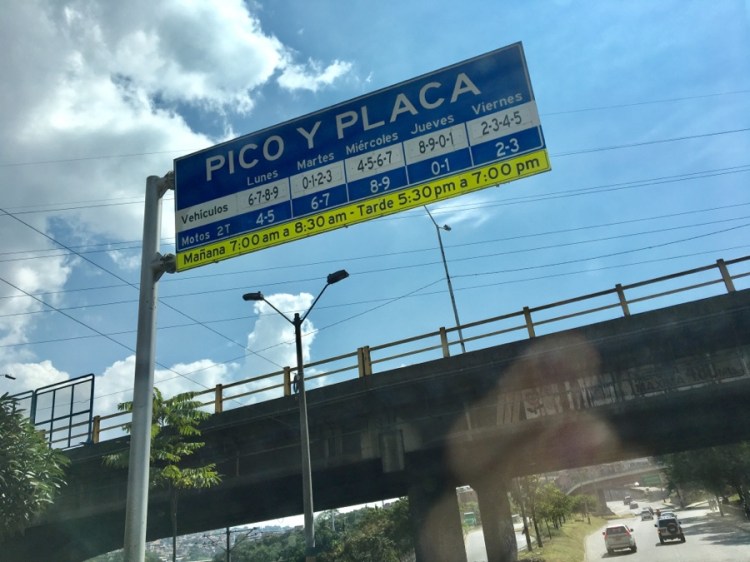 PICO Y PLACA
Lunes Martes Miércoles Jueves Viernes
Vehículos 6-7-8-9 0-1-2-3 4-5-6-7 8-9-0-1 2-3-4-5
Motos 2T 4-5 6-7 8-9 0-1 2-3
Mañana 7:00 am a 8:30 am - Tarde 5:30 pm a 7:00 pm